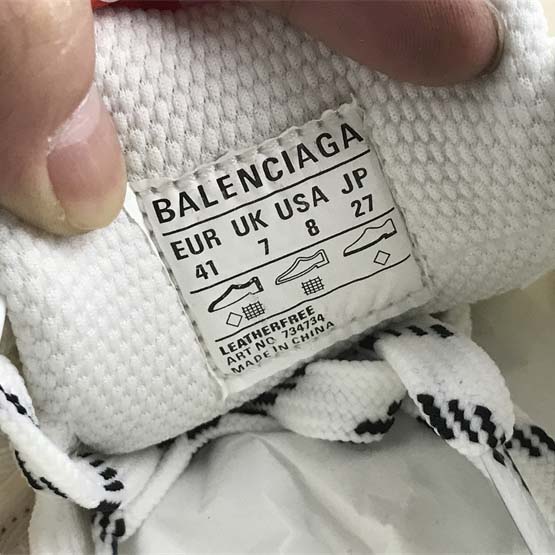 BALENCIAGA
EUR UK USA JP
41 7 8 27
LEATHERFREE
ART NO 734734
MADE IN CHINA